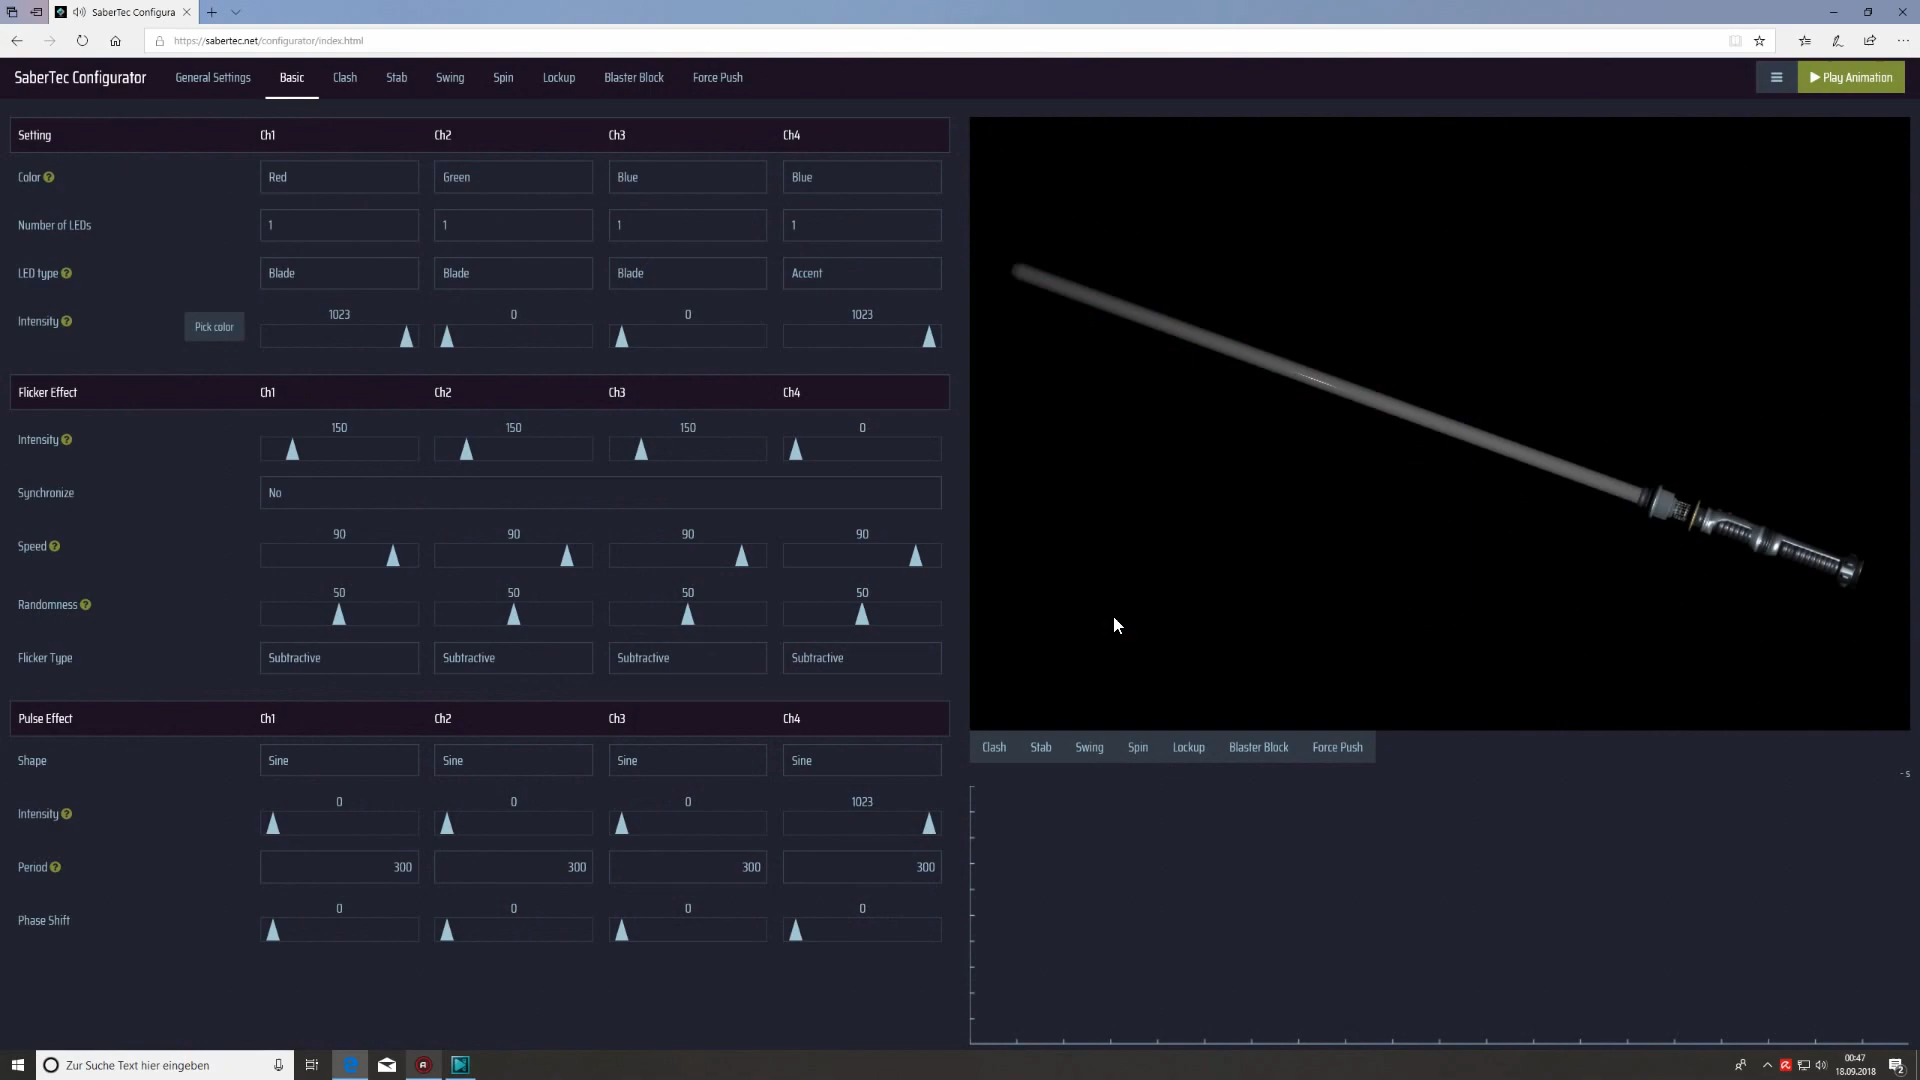 SaberTec Configura
https://sabertec.net/configurator/index.html
SaberTec Configurator General Settings Basic Clash Stab Swing Spin Lockup Blaster Block Force Push Play Animation
Setting Ch1 Ch2 Ch3 Ch4
Color ? Red Green Blue Blue
Number of LEDs 1 1 1 1
LED type ? Blade Blade Blade Accent
1023 0 0 1023
Intensity ? Pick color
Flicker Effect Ch1 Ch2 Ch3 Ch4
150 150 150 0
Intensity ?
Synchronize No
90 90 90 90
Speed ?
50 50 50 50
Randomness ?
Flicker Type Subtractive Subtractive Subtractive Subtractive
Pulse Effect Ch1 Ch2 Ch3 Ch4
Shape Sine Sine Sine Sine
0 0 0 1023
Intensity ?
Period ? 300 300 300 300
0 0 0 0
Phase Shift
Clash Stab Swing Spin Lockup Blaster Block Force Push
- s
Zur Suche Text hier eingeben
00:47
18.09.2018
2